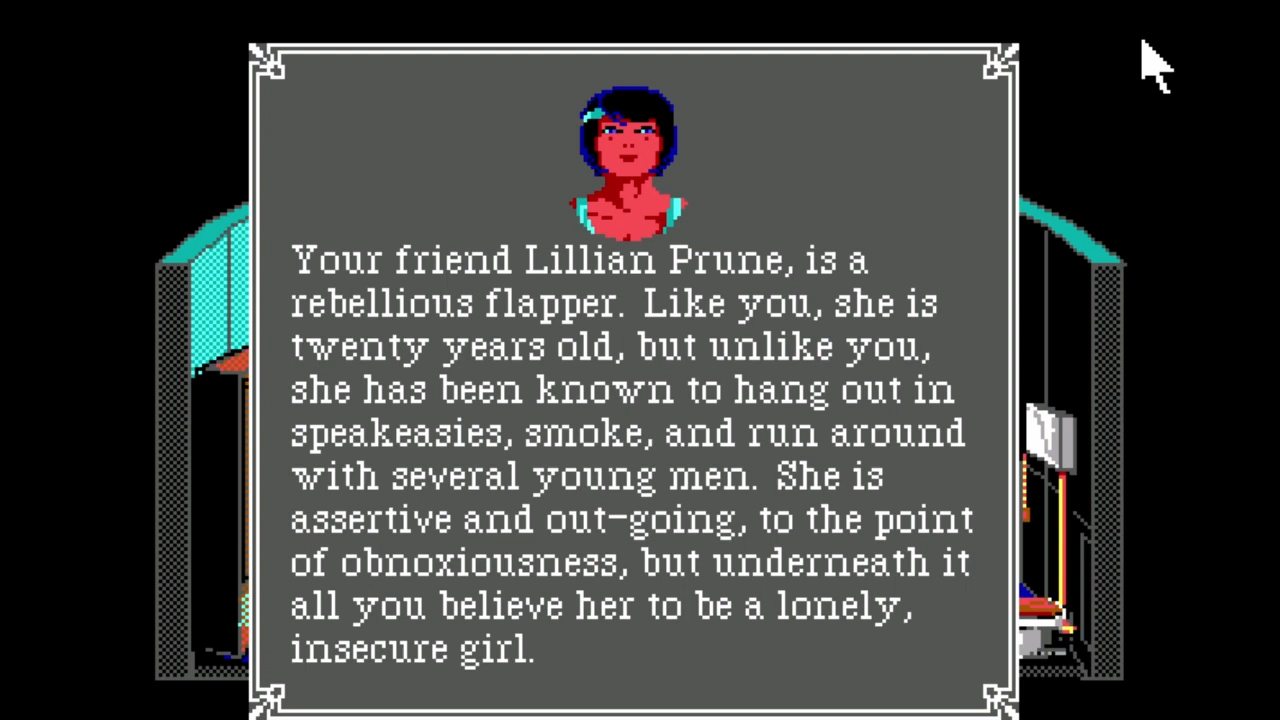 Your friend Lillian Prune, is a
rebellious flapper. Like you, she is
twenty years old, but unlike you,
she has been known to hang out in
speakeasies, smoke, and run around
with several young men. She is
assertive and out-going, to the point
of obnoxiousness, but underneath it
all you believe her to be a lonely,
insecure girl.